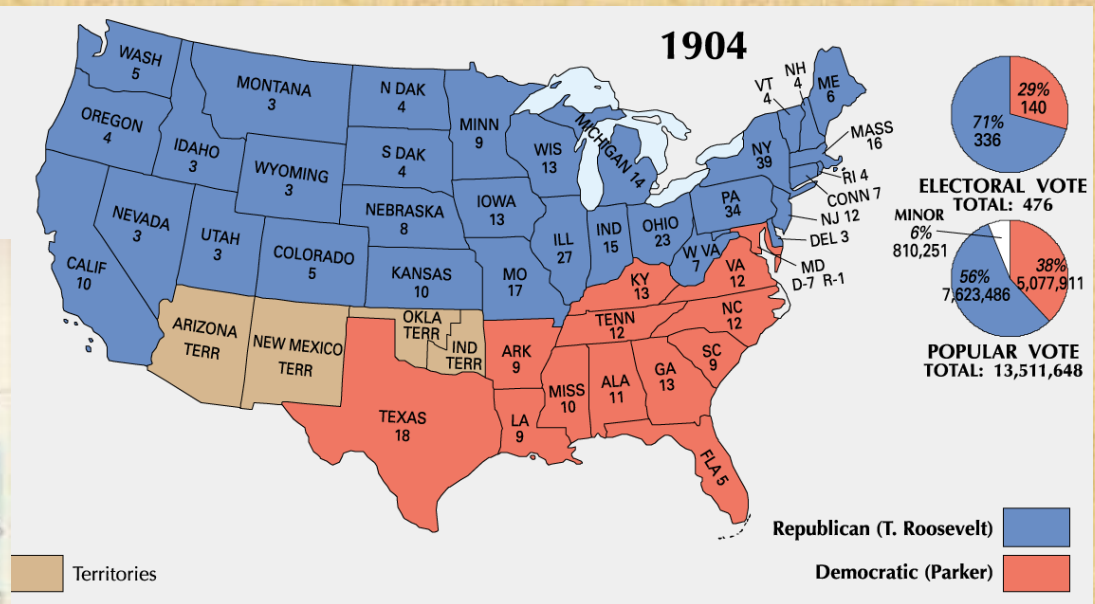 1904
WASH
5
OREGON
4
CALIF
10
NEVADA
3
IDAHO
3
MONTANA
3
WYOMING
3
UTAH
3
COLORADO
5
ARIZONA
TERR
NEW MEXICO
TERR
N DAK
4
S DAK
4
NEBRASKA
8
KANSAS
10
OKLA
TERR
IND
TERR
TEXAS
18
MINN
9
IOWA
13
MO
17
ARK
9
LA
9
WIS
13
ILL
27
MICHIGAN 14
IND
15
OHIO
23
KY
13
TENN
12
MISS
10
ALA
11
GA
13
FLA 5
SC
9
NC
12
VA
12
W VA
7
PA
34
NY
39
VT
4
NH
4
ME
6
MASS
16
RI 4
CONN 7
NJ 12
DEL 3
MD
D-7 R-1
29%
140
71%
336
ELECTORAL VOTE
TOTAL: 476
MINOR
6%
810,251
56%
7,623,486
38%
5,077,911
POPULAR VOTE
TOTAL: 13,511,648
Republican (T. Roosevelt)
Democratic (Parker)
Territories